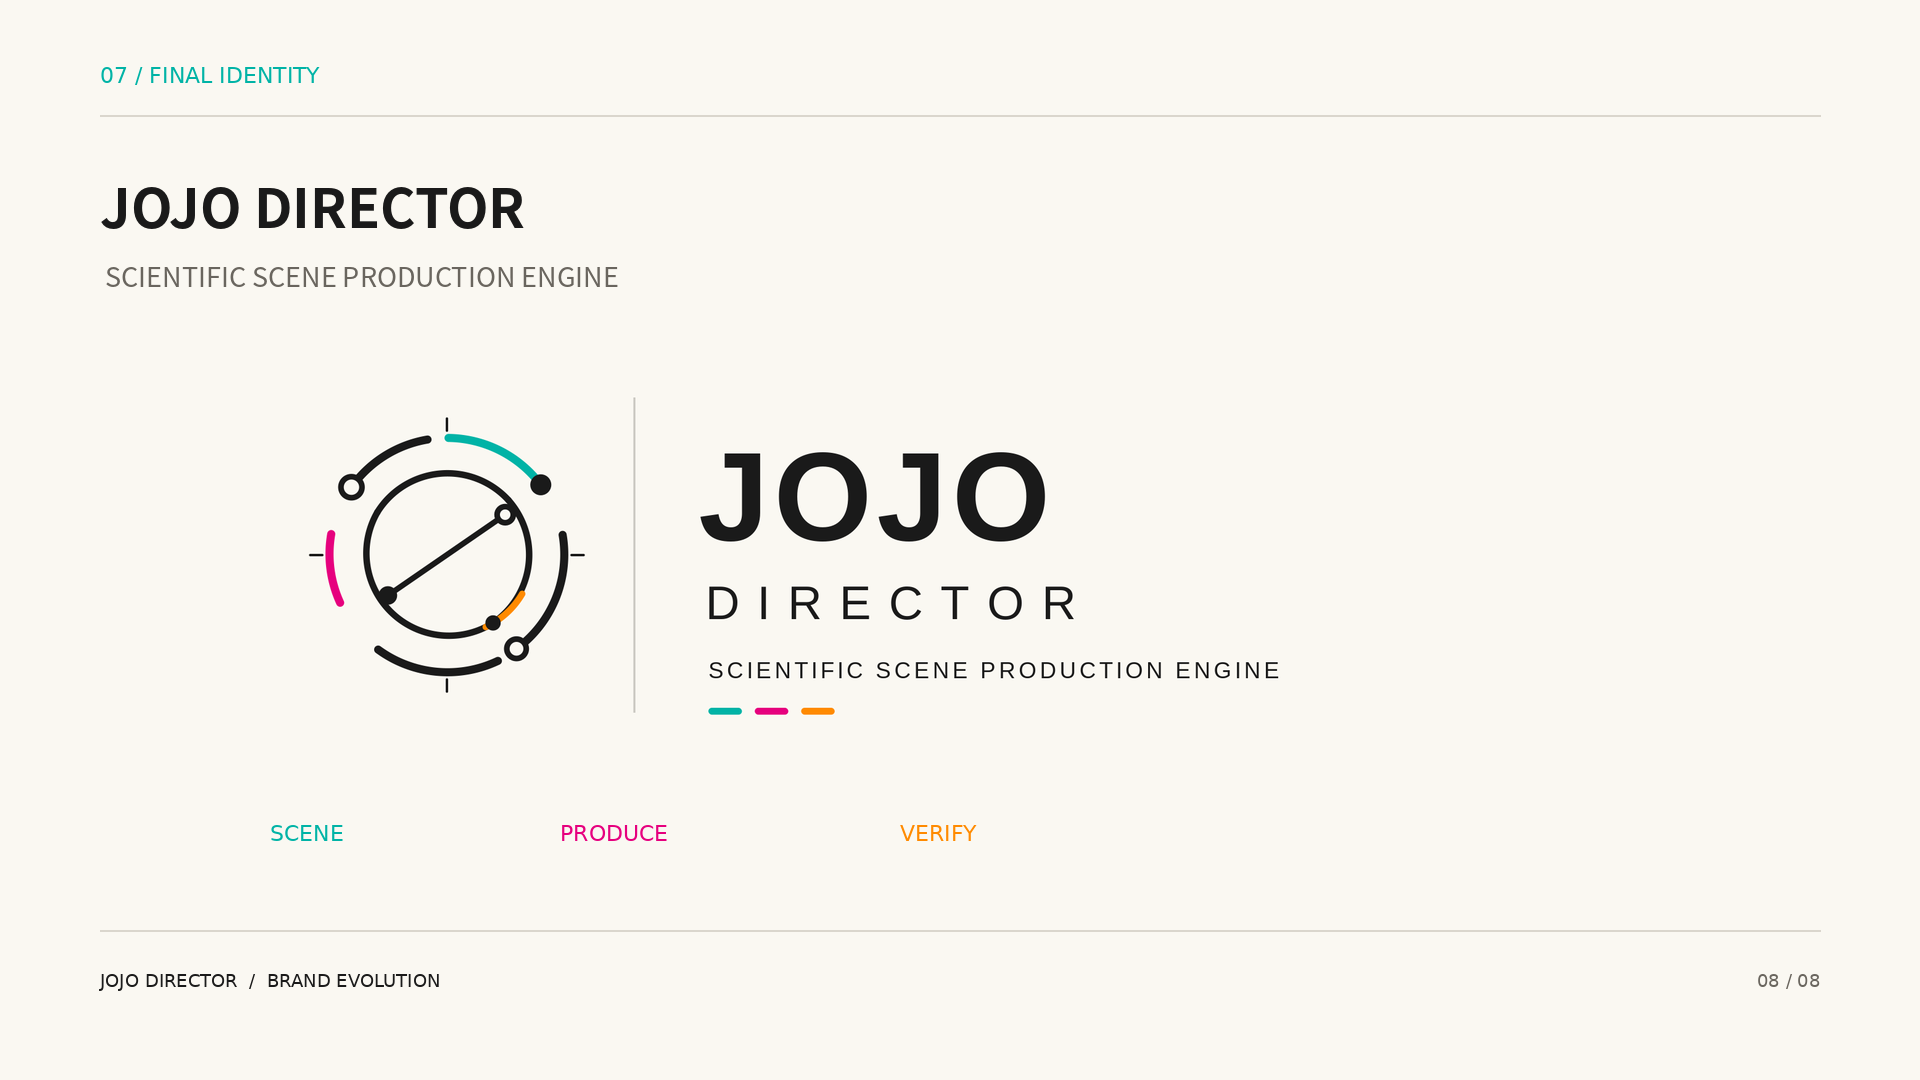 07 / FINAL IDENTITY
JOJO DIRECTOR
SCIENTIFIC SCENE PRODUCTION ENGINE
JOJO
DIRECTOR
SCIENTIFIC SCENE PRODUCTION ENGINE
SCENE PRODUCE VERIFY
JOJO DIRECTOR / BRAND EVOLUTION 08 / 08